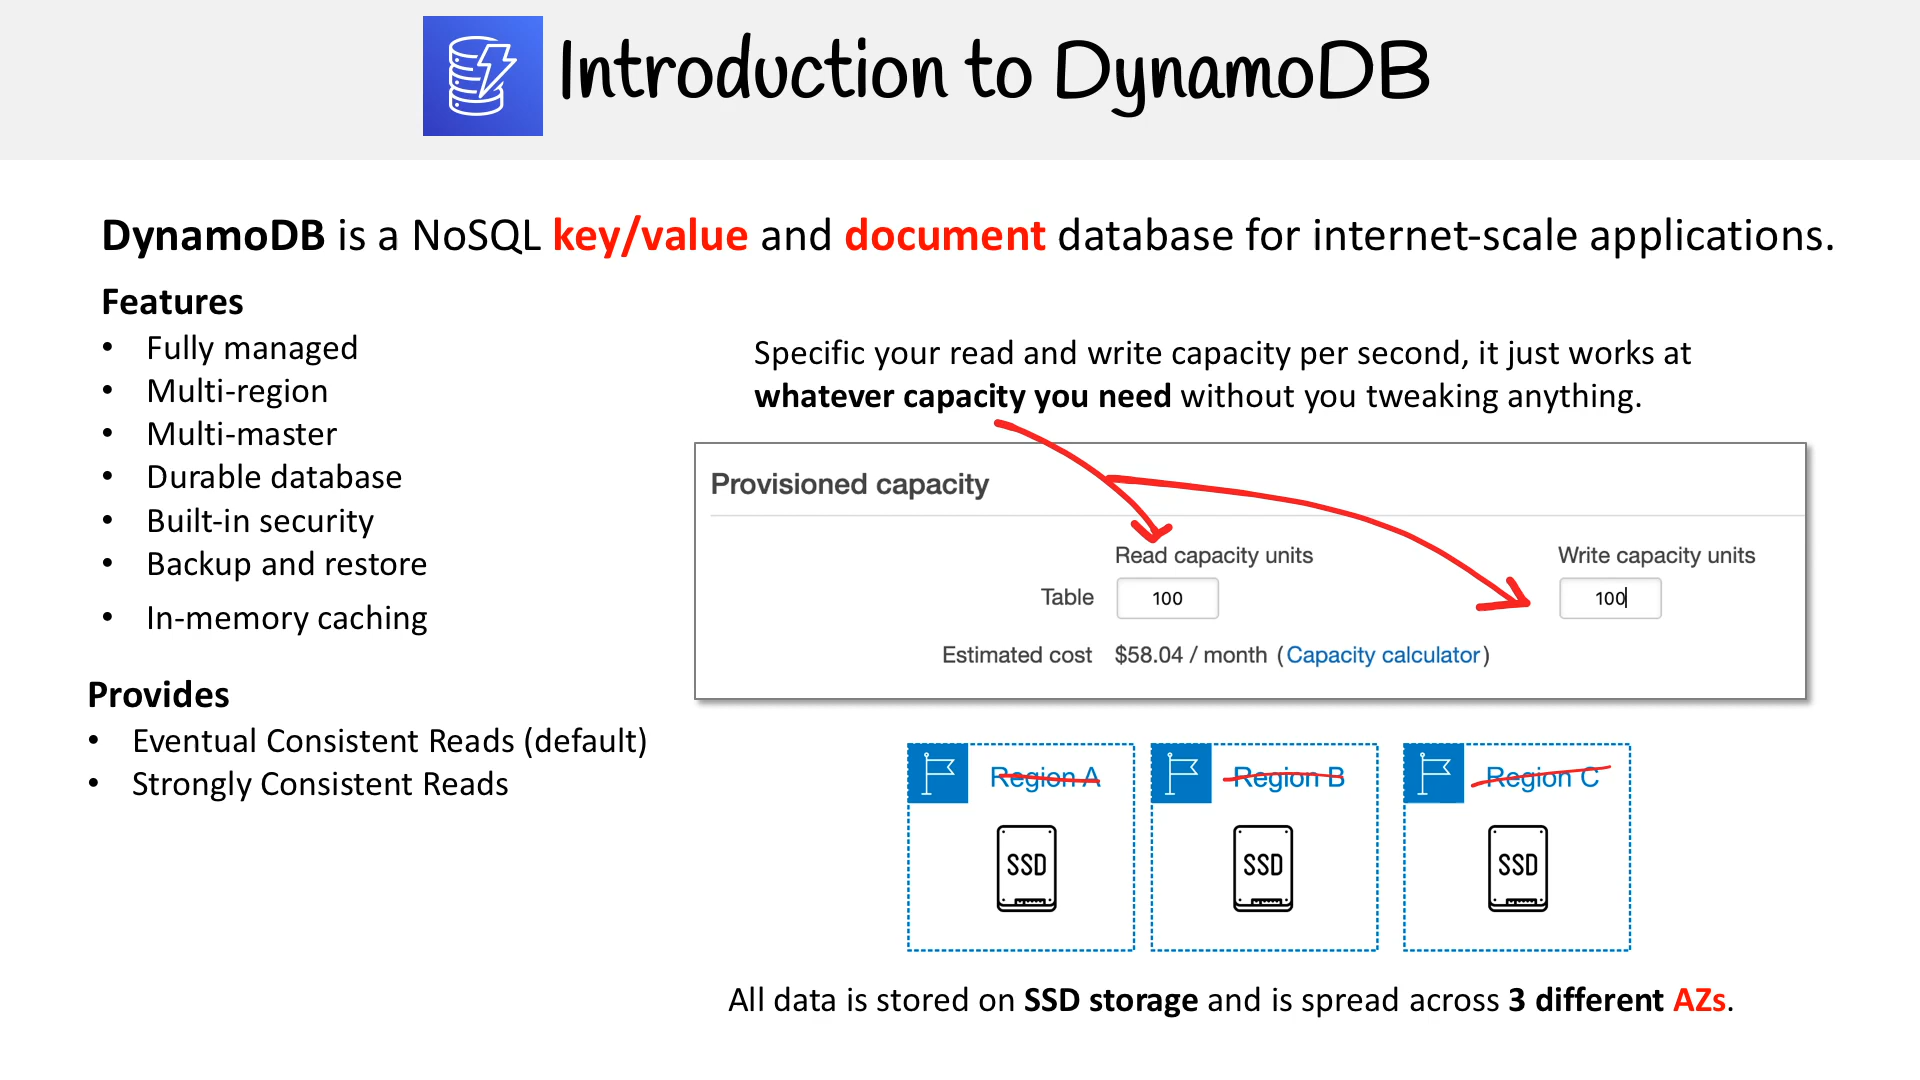 Introduction to DynamoDB
DynamoDB is a NoSQL key/value and document database for internet-scale applications.
Features
• Fully managed
• Multi-region
• Multi-master
• Durable database
• Built-in security
• Backup and restore
• In-memory caching
Provides
• Eventual Consistent Reads (default)
• Strongly Consistent Reads
Specific your read and write capacity per second, it just works at
whatever capacity you need without you tweaking anything.
Provisioned capacity
Read capacity units
Write capacity units
Table
100
100
Estimated cost $58.04 / month (Capacity calculator)
Region A
Region B
Region C
SSD
SSD
SSD
All data is stored on SSD storage and is spread across 3 different AZs.